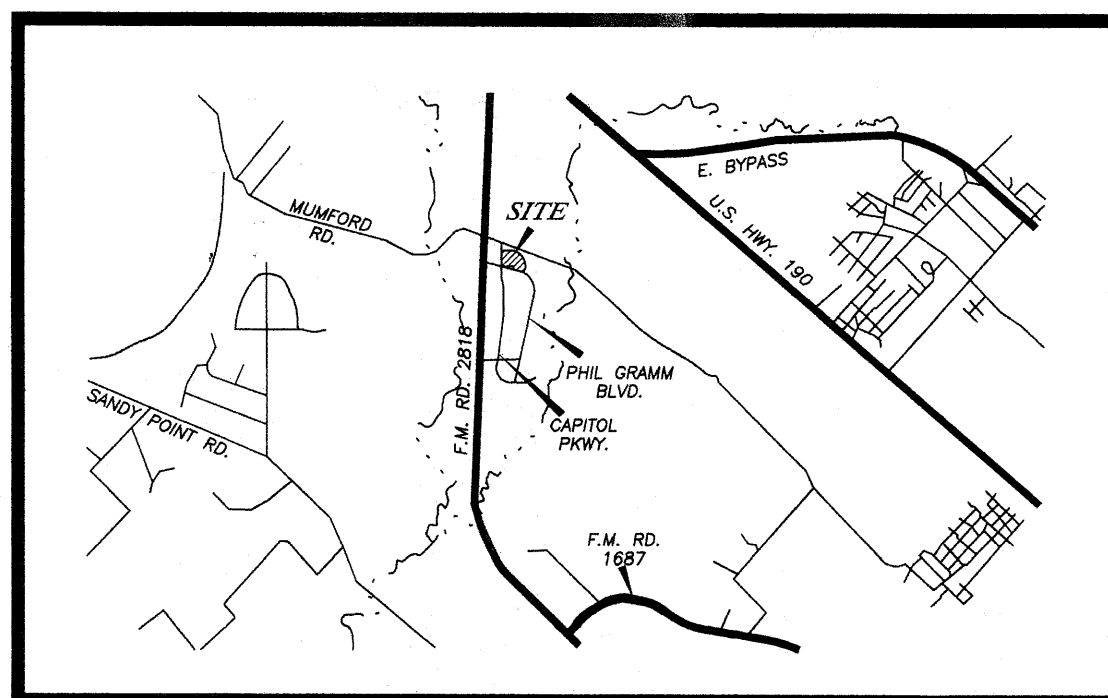 E. BYPASS
U.S. HWY. 190
MUMFORD
RD.
SITE
F.M. RD. 2818
PHIL GRAMM
BLVD.
CAPITOL
PKWY.
SANDY POINT RD.
F.M. RD.
1687